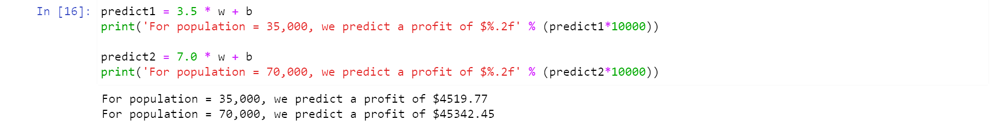 In [16]: predict1 = 3.5 * w + b
print('For population = 35,000, we predict a profit of $%.2f' % (predict1*10000))
predict2 = 7.0 * w + b
print('For population = 70,000, we predict a profit of $%.2f' % (predict2*10000))
For population = 35,000, we predict a profit of $4519.77
For population = 70,000, we predict a profit of $45342.45